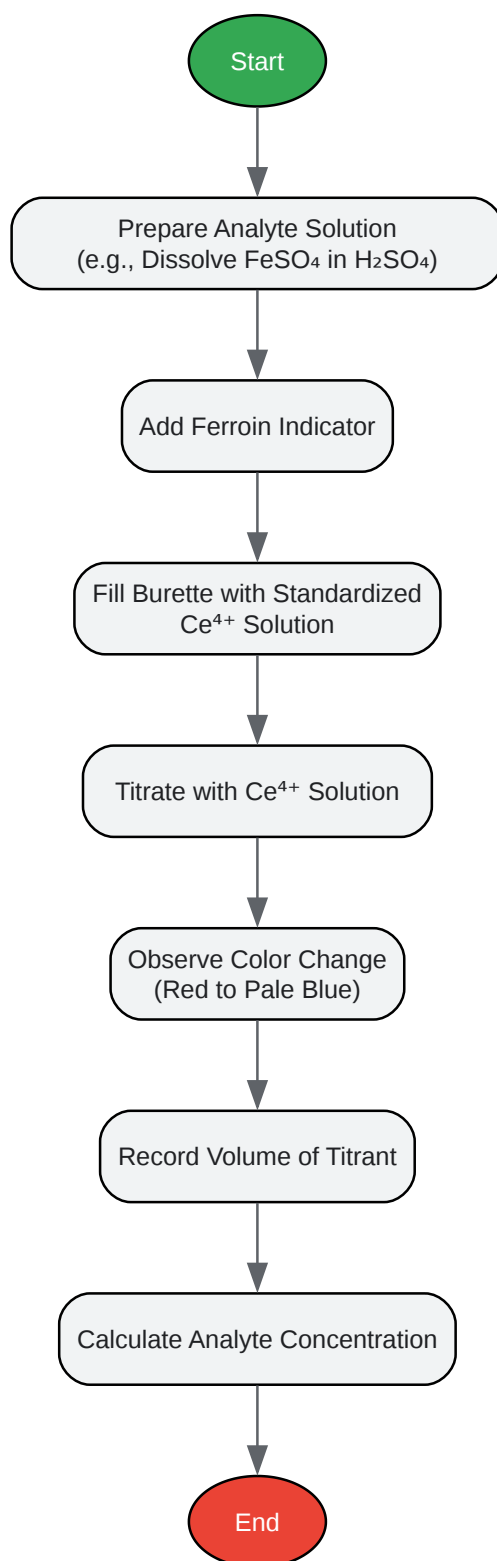 Start
Prepare Analyte Solution
(e.g., Dissolve FeSO₄ in H₂SO₄)
Add Ferroin Indicator
Fill Burette with Standardized
Ce⁴⁺ Solution
Titrate with Ce⁴⁺ Solution
Observe Color Change
(Red to Pale Blue)
Record Volume of Titrant
Calculate Analyte Concentration
End